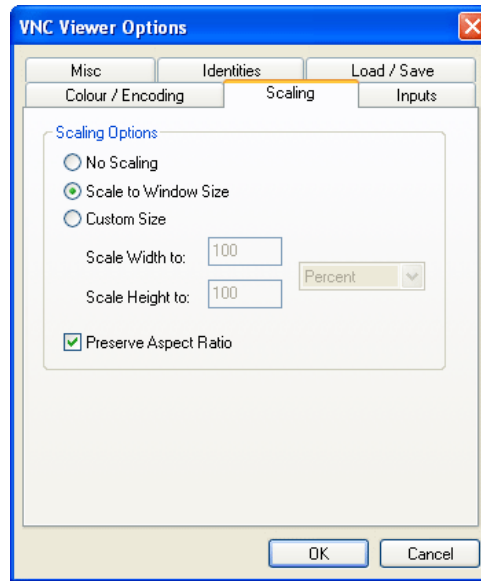 VNC Viewer Options
Misc Identities Load / Save
Colour / Encoding Scaling Inputs
Scaling Options
No Scaling
Scale to Window Size
Custom Size
Scale Width to: 100
Percent
Scale Height to: 100
Preserve Aspect Ratio
OK Cancel